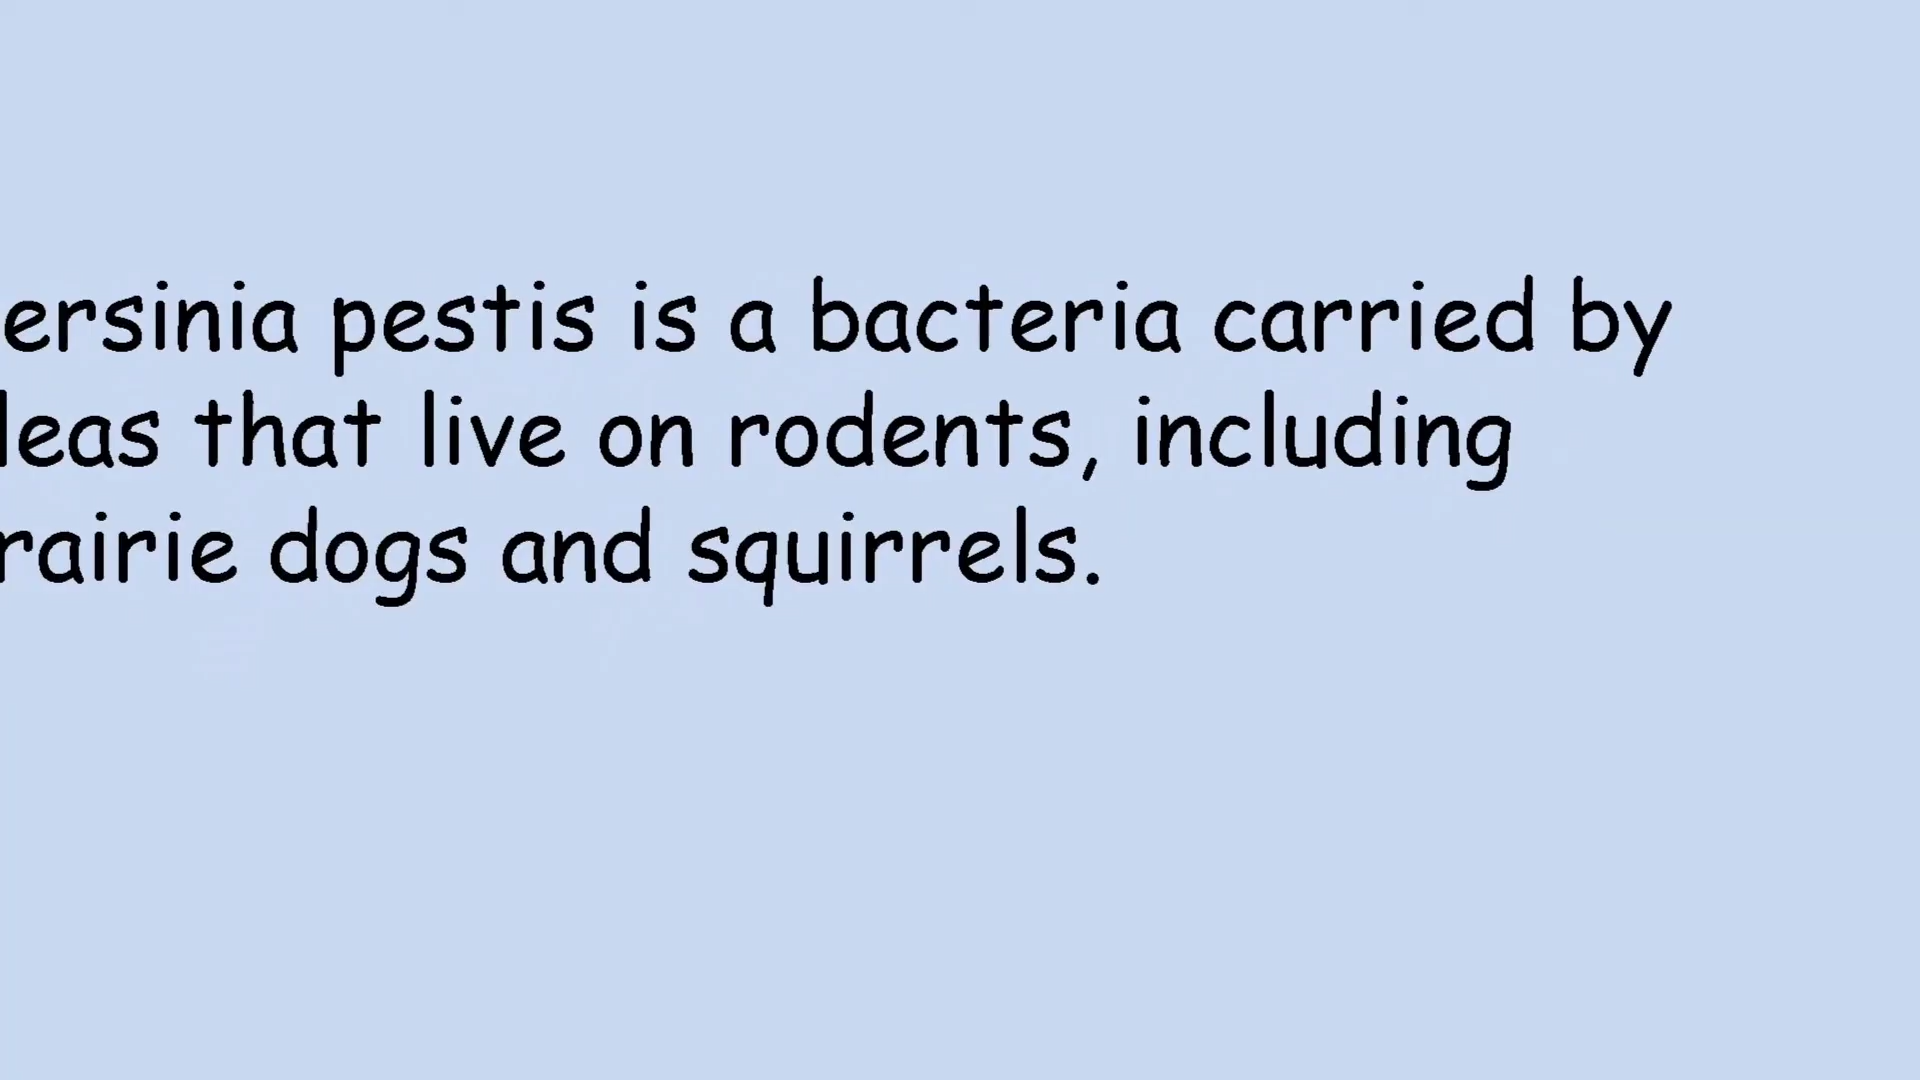 ersinia pestis is a bacteria carried by
leas that live on rodents, including
rairie dogs and squirrels.